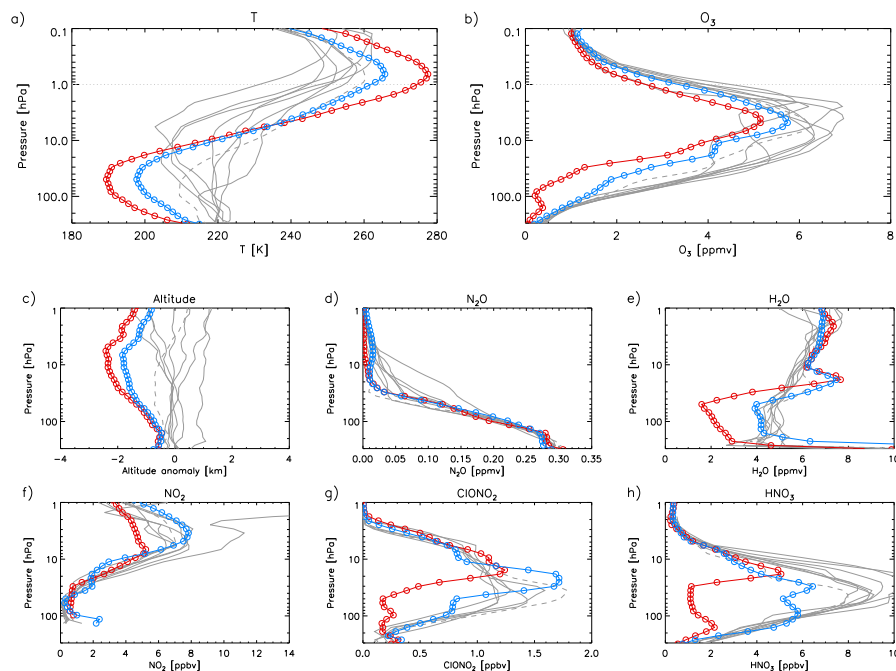 a)
T
0.1
1.0
10.0
100.0
Pressure [hPa]
180
200
220
240
260
280
T [K]
b)
O₃
0.1
1.0
10.0
100.0
Pressure [hPa]
0
2
4
6
8
O₃ [ppmv]
c)
Altitude
1
10
100
Pressure [hPa]
−4
−2
0
2
4
Altitude anomaly [km]
d)
N₂O
1
10
100
Pressure [hPa]
0.00
0.05
0.10
0.15
0.20
0.25
0.30
0.35
N₂O [ppmv]
e)
H₂O
1
10
100
Pressure [hPa]
0
2
4
6
8
10
H₂O [ppmv]
f)
NO₂
1
10
100
Pressure [hPa]
0
2
4
6
8
10
12
14
NO₂ [ppbv]
g)
ClONO₂
1
10
100
Pressure [hPa]
0.0
0.5
1.0
1.5
2.0
ClONO₂ [ppbv]
h)
HNO₃
1
10
100
Pressure [hPa]
0
2
4
6
8
10
HNO₃ [ppbv]